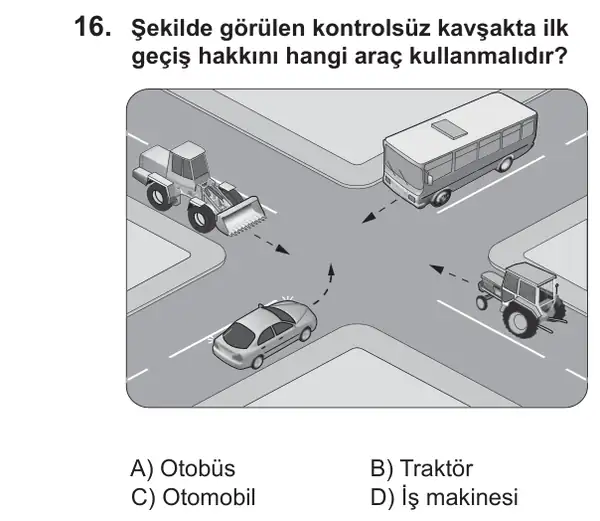 16. Şekilde görülen kontrolsüz kavşakta ilk
geçiş hakkını hangi araç kullanmalıdır?
A) Otobüs
B) Traktör
C) Otomobil
D) İş makinesi